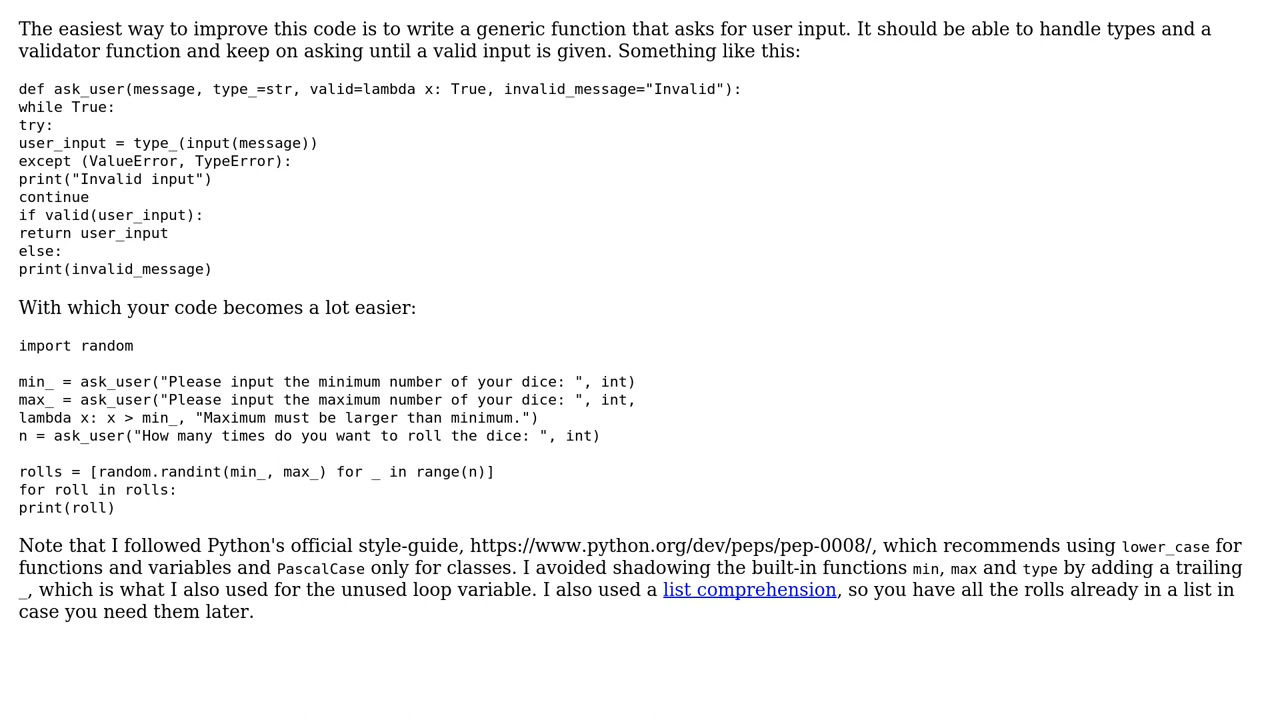 The easiest way to improve this code is to write a generic function that asks for user input. It should be able to handle types and a
validator function and keep on asking until a valid input is given. Something like this:
def ask_user(message, type_=str, valid=lambda x: True, invalid_message="Invalid"):
while True:
try:
user_input = type_(input(message))
except (ValueError, TypeError):
print("Invalid input")
continue
if valid(user_input):
return user_input
else:
print(invalid_message)
With which your code becomes a lot easier:
import random
min_ = ask_user("Please input the minimum number of your dice: ", int)
max_ = ask_user("Please input the maximum number of your dice: ", int,
lambda x: x > min_, "Maximum must be larger than minimum.")
n = ask_user("How many times do you want to roll the dice: ", int)
rolls = [random.randint(min_, max_) for _ in range(n)]
for roll in rolls:
print(roll)
Note that I followed Python's official style-guide, https://www.python.org/dev/peps/pep-0008/, which recommends using lower_case for
functions and variables and PascalCase only for classes. I avoided shadowing the built-in functions min, max and type by adding a trailing
_, which is what I also used for the unused loop variable. I also used a list comprehension, so you have all the rolls already in a list in
case you need them later.